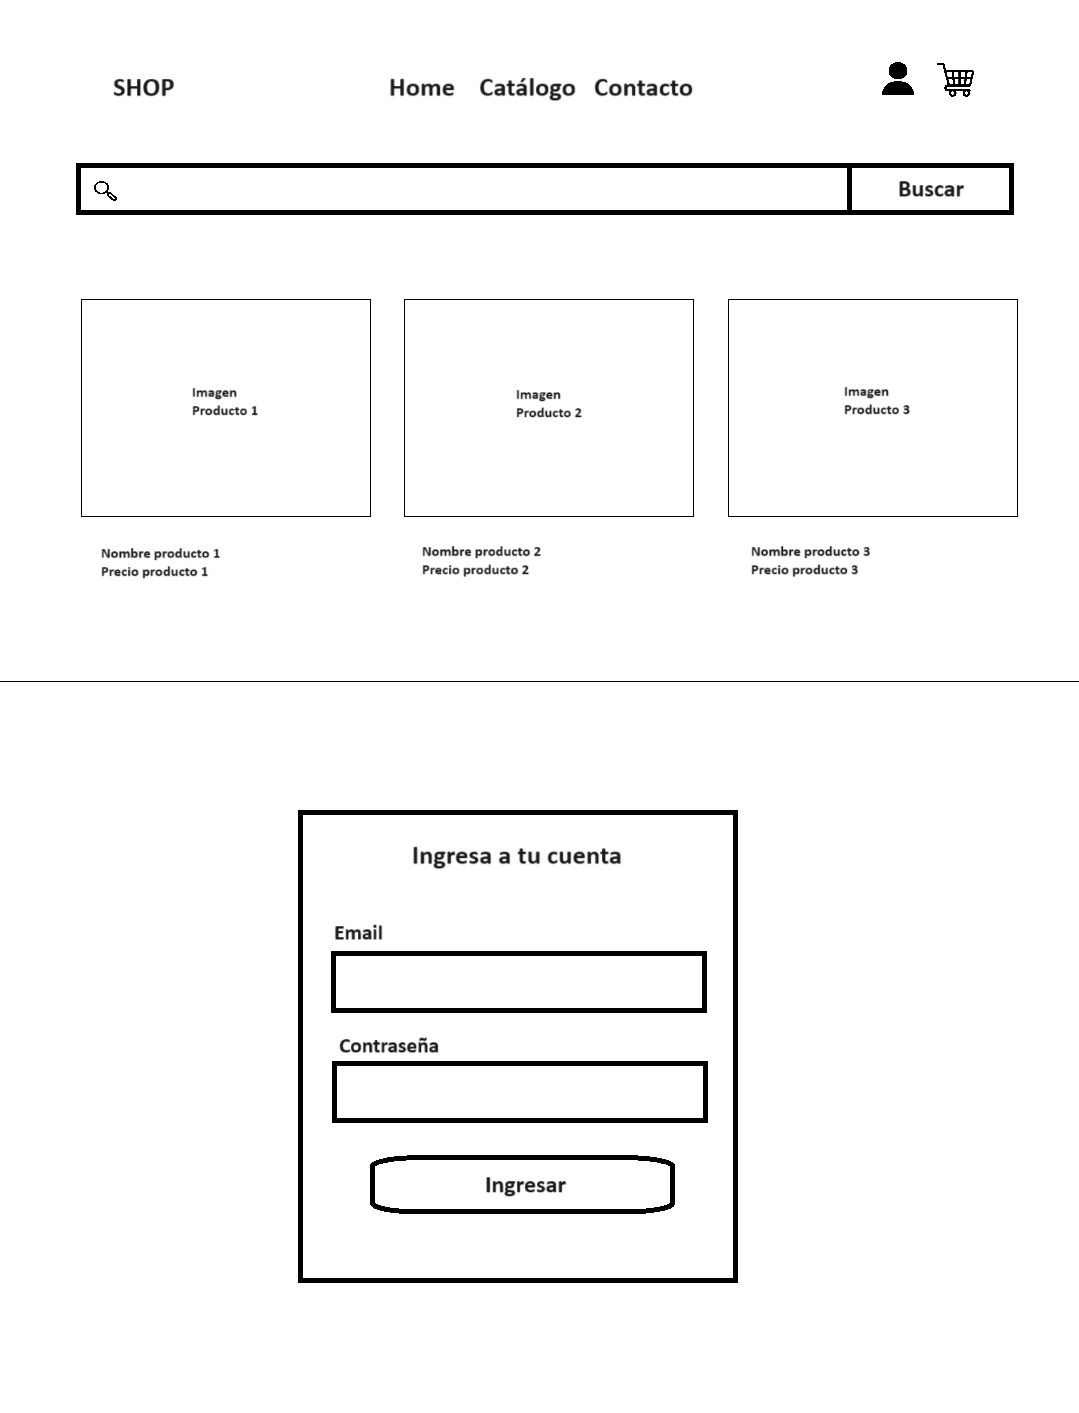 SHOP
Home Catálogo Contacto
Buscar
Imagen
Producto 1
Imagen
Producto 2
Imagen
Producto 3
Nombre producto 1
Precio producto 1
Nombre producto 2
Precio producto 2
Nombre producto 3
Precio producto 3
Ingresa a tu cuenta
Email
Contraseña
Ingresar